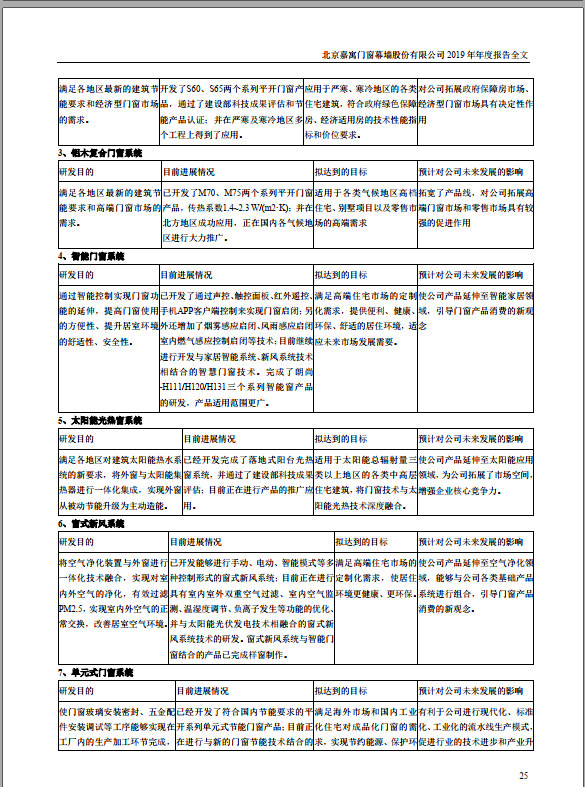 北京嘉寓门窗幕墙股份有限公司 2019 年年度报告全文
满足各地区最新的建筑节
能要求和经济型门窗市场
的需求。
开发了S60、S65两个系列平开门窗产
品，通过了建设部科技成果评估和节
能产品认证；并在严寒及寒冷地区多
个工程上得到了应用。
应用于严寒、寒冷地区的各类
住宅建筑，符合政府绿色保障
房、经济适用房的技术性能指
标和价位要求。
对公司拓展政府保障房市场、
经济型门窗市场具有决定性作
用
3、铝木复合门窗系统
研发目的
目前进展情况
拟达到的目标
预计对公司未来发展的影响
满足各地区最新的建筑节
能要求和高端门窗市场的
需求。
已开发了M70、M75两个系列平开门窗
产品，传热系数1.4~2.3 W/(m2·K)；并在
北方地区成功应用，正在国内各气候地
区进行大力推广。
适用于各类气候地区高档
住宅、别墅项目以及零售市
场的高端需求
拓宽了产品线，对公司拓展高
端门窗市场和零售市场具有较
强的促进作用
4、智能门窗系统
研发目的
目前进展情况
拟达到的目标
预计对公司未来发展的影响
通过智能控制实现门窗功
能的延伸，提高门窗使用
的方便性、提升居室环境
的舒适性、安全性。
已开发了通过声控、触控面板、红外遥控、
手机APP客户端控制来实现门窗启闭；另
外还增加了烟雾感应启闭、风雨感应启闭
室内燃气感应控制启闭等技术；目前继续
进行开发与家居智能系统、新风系统技术
相结合的智慧门窗技术。完成了朗尚
-H111/H120/H131三个系列智能窗产品
的研发，产品适用范围更广。
满足高端住宅市场的定制
化需求，提供便利、健康、
环保、舒适的居住环境，适
应未来市场发展需要。
使公司产品延伸至智能家居领
域，引导门窗产品消费的新观
念
5、太阳能光热窗系统
研发目的
目前进展情况
拟达到的目标
预计对公司未来发展的影响
满足各地区对建筑太阳能热水系
统的新要求，将外窗与太阳能集
热器进行一体化集成，实现外窗
从被动节能升级为主动造能。
已经开发完成了落地式阳台光热
窗系统，并通过了建设部科技成果
评估；目前正在进行产品的推广应
用。
适用于太阳能总辐射量三
类以上地区的各类中高层
住宅建筑，将门窗技术与太
阳能光热技术深度融合。
使公司产品延伸至太阳能应用
领域，为公司拓展了市场空间，
增强企业核心竞争力。
6、窗式新风系统
研发目的
目前进展情况
拟达到的目标
预计对公司未来发展的影响
将空气净化装置与外窗进行
一体化技术融合，实现对室
内外空气的净化，有效过滤
PM2.5，实现室内外空气的正
常交换，改善居室空气环境。
已开发能够进行手动、电动、智能模式等多
种控制形式的窗式新风系统；目前正在进行
具有室内室外双重空气过滤、室内空气监
测、温湿度调节、负离子发生等功能的优化、
并与太阳能光伏发电技术相融合的窗式新
风系统技术的研发。窗式新风系统与智能门
窗结合的产品已完成样窗制作。
满足高端住宅市场的
定制化需求，使居住
环境更健康、更环保。
使公司产品延伸至空气净化领
域，能够与公司各类基础产品
系统进行组合，引导门窗产品
消费的新观念。
7、单元式门窗系统
研发目的
目前进展情况
拟达到的目标
预计对公司未来发展的影响
使门窗玻璃安装密封、五金配
件安装调试等工序能够实现在
工厂内的生产加工环节完成，
已经开发了符合国内节能要求的平
开系列单元式节能门窗产品；目前正
在进行与新的门窗节能技术结合的
满足海外市场和国内工业
化住宅对成品化门窗的需
求，实现节约能源、保护环
有利于公司进行现代化、标准
化、工业化的流水线生产模式，
促进行业的技术进步和产业升
25